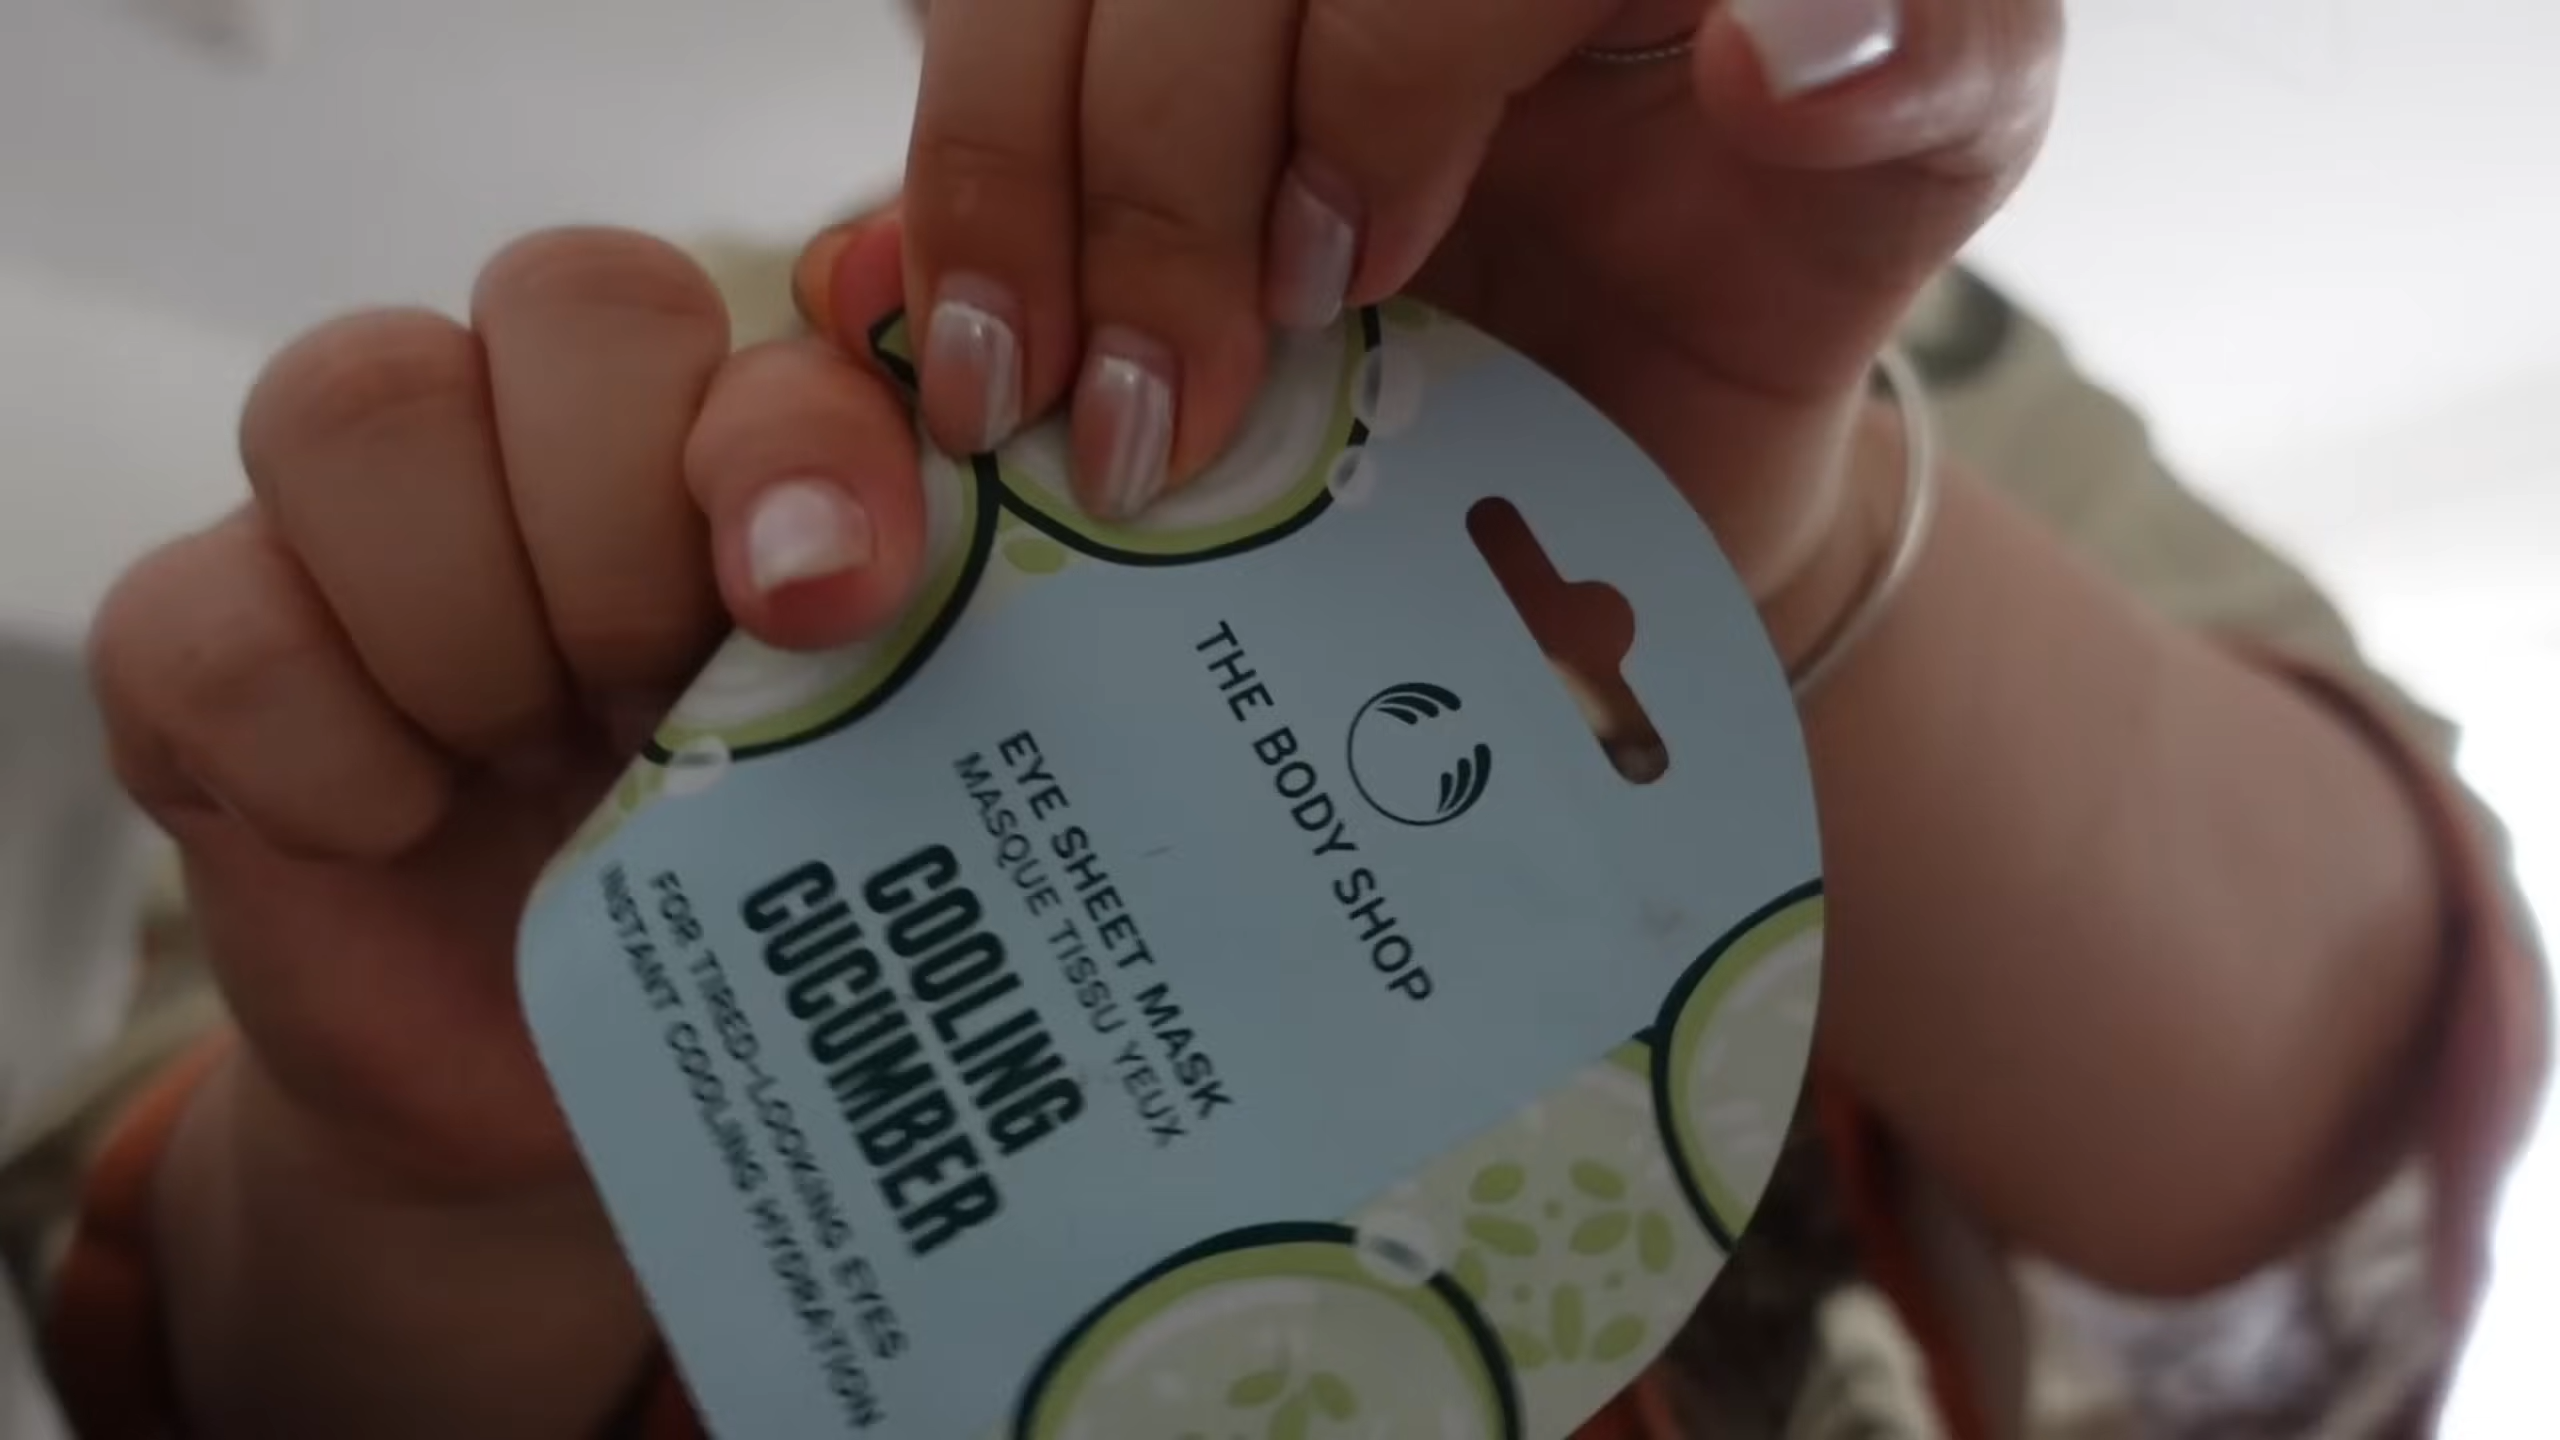 THE BODY SHOP
EYE SHEET MASK
MASQUE TISSU YEUX
COOLING
CUCUMBER
FOR TIRED-LOOKING EYES
INSTANT COOLING HYDRATION